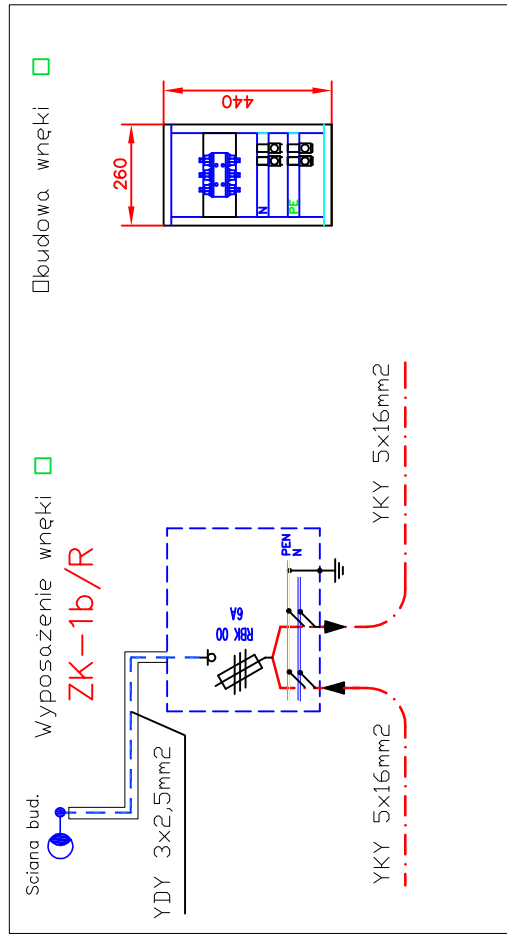 Sciana bud.
Wyposażenie wnęki
ZK-1b/R
YDY 3x2,5mm2
RBK 00
6A
PEN
N
YKY 5x16mm2
YKY 5x16mm2
Obudowa wnęki
260
440
N
PE